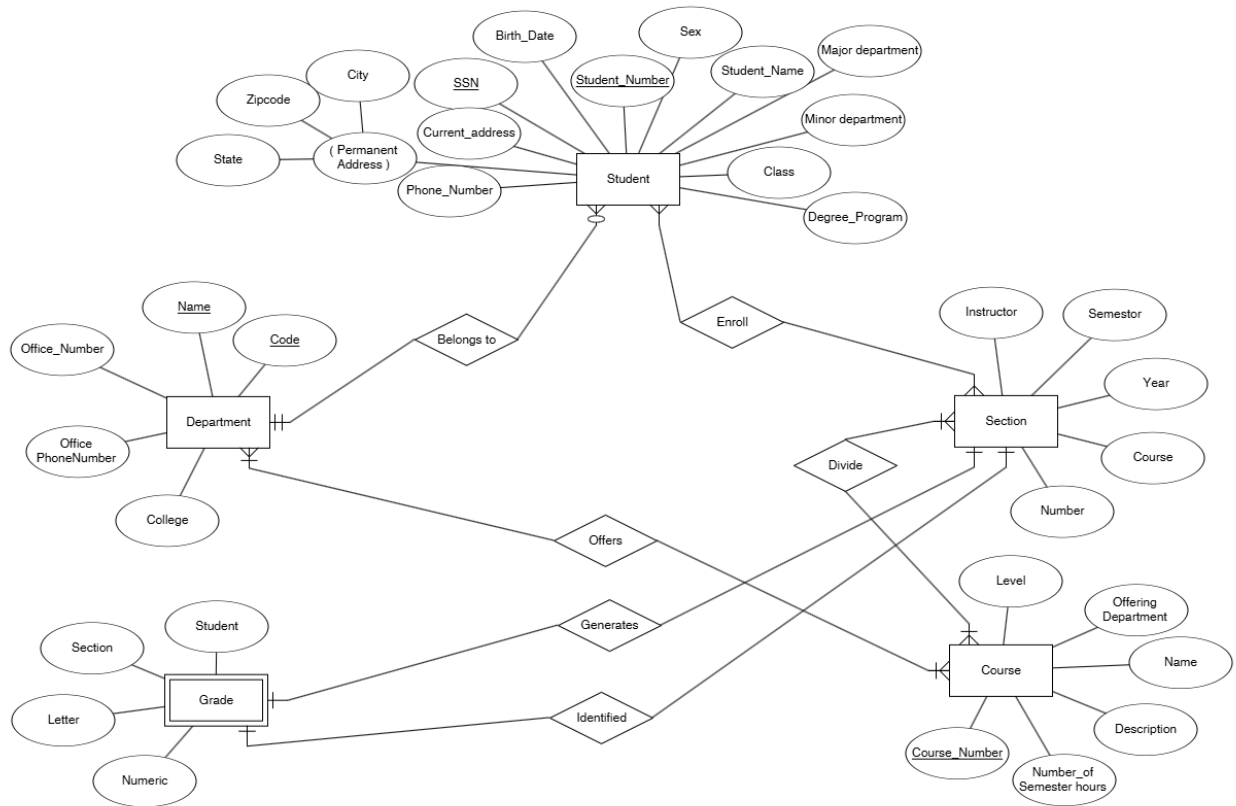 Sex
Birth_Date
Major department
City
Student_Name
Student_Number
SSN
Zipcode
Minor department
Current_address
( Permanent
Address )
State
Class
Student
Phone_Number
Degree_Program
Name
Instructor
Semestor
Enroll
Code
Belongs to
Office_Number
Year
Department
Section
Office
PhoneNumber
Course
Divide
Number
College
Offers
Level
Offering
Department
Student
Generates
Section
Name
Course
Grade
Letter
Identified
Description
Course_Number
Numeric
Number_of
Semester hours